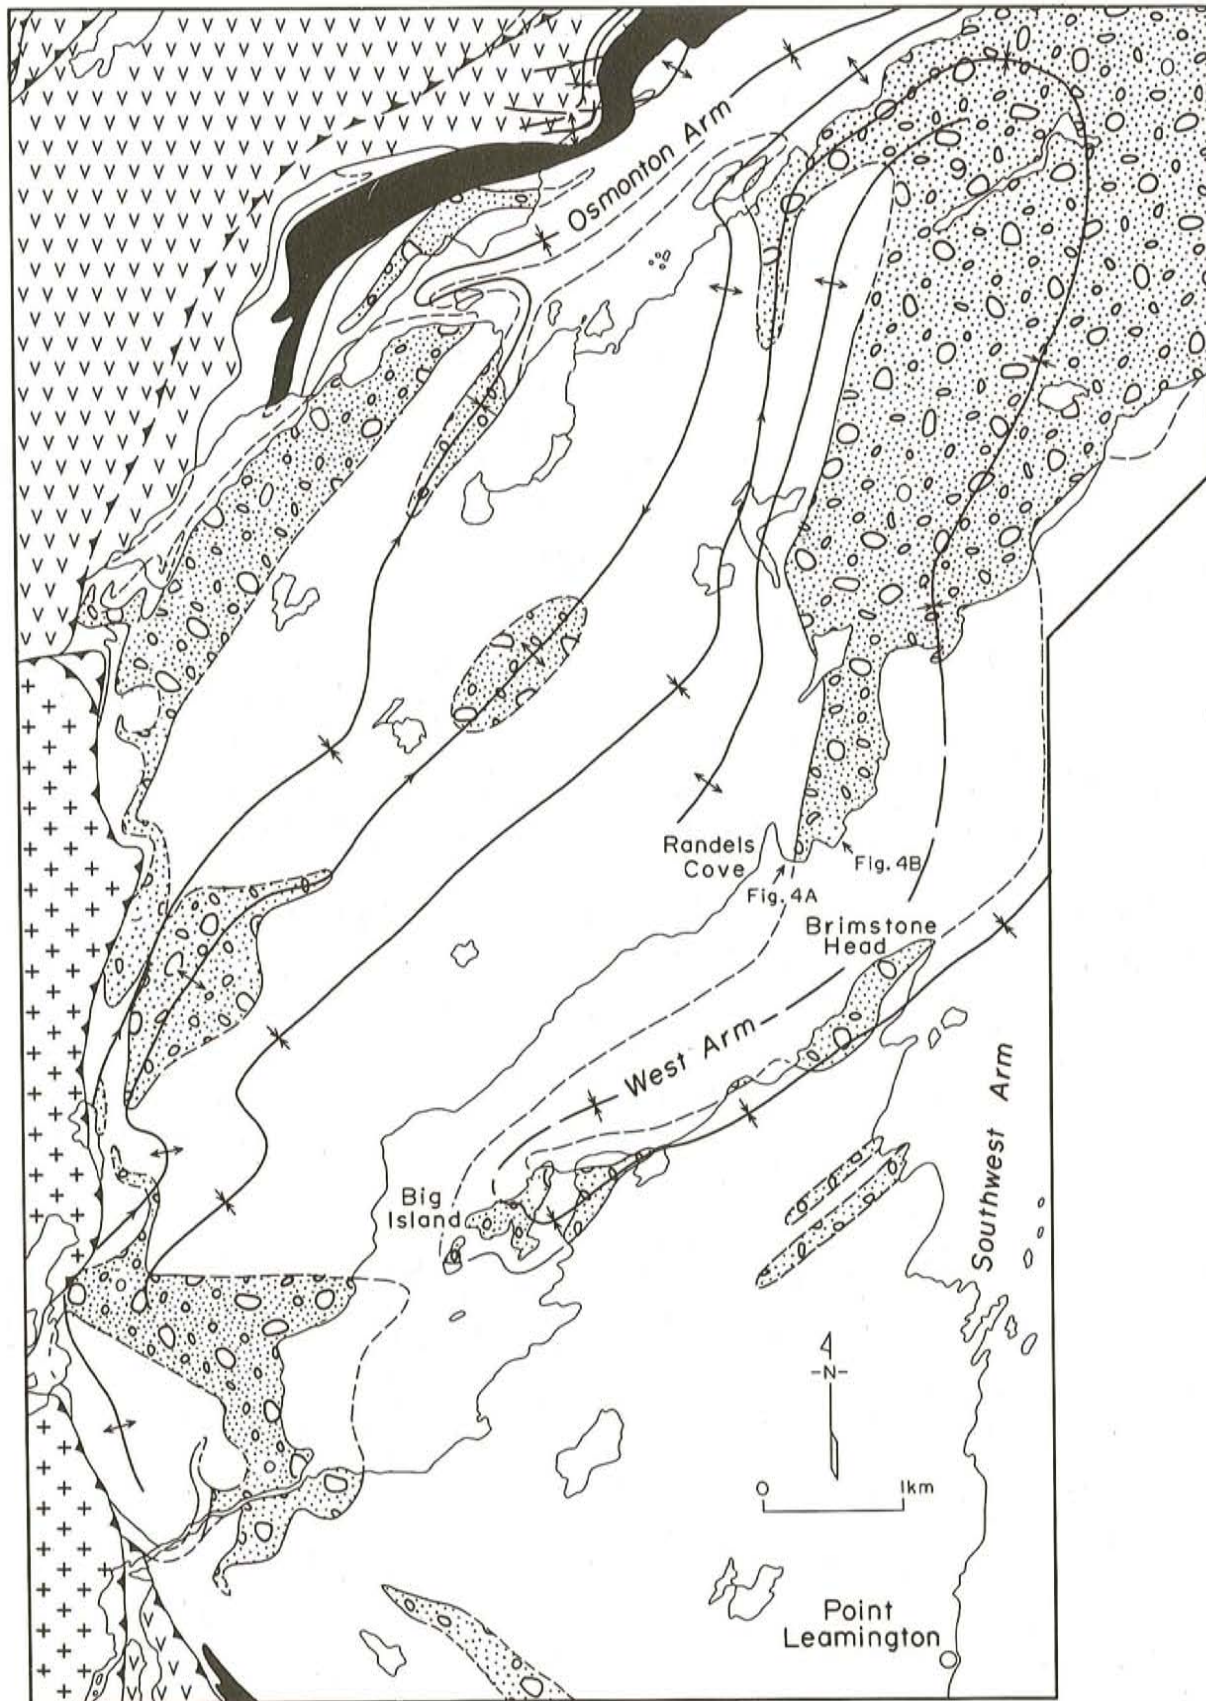 Osmonton Arm
Randels
Cove
Fig. 4B
Fig. 4A
Brimstone
Head
West Arm
Southwest Arm
Big
Island
-N-
0
1km
Point
Leamington